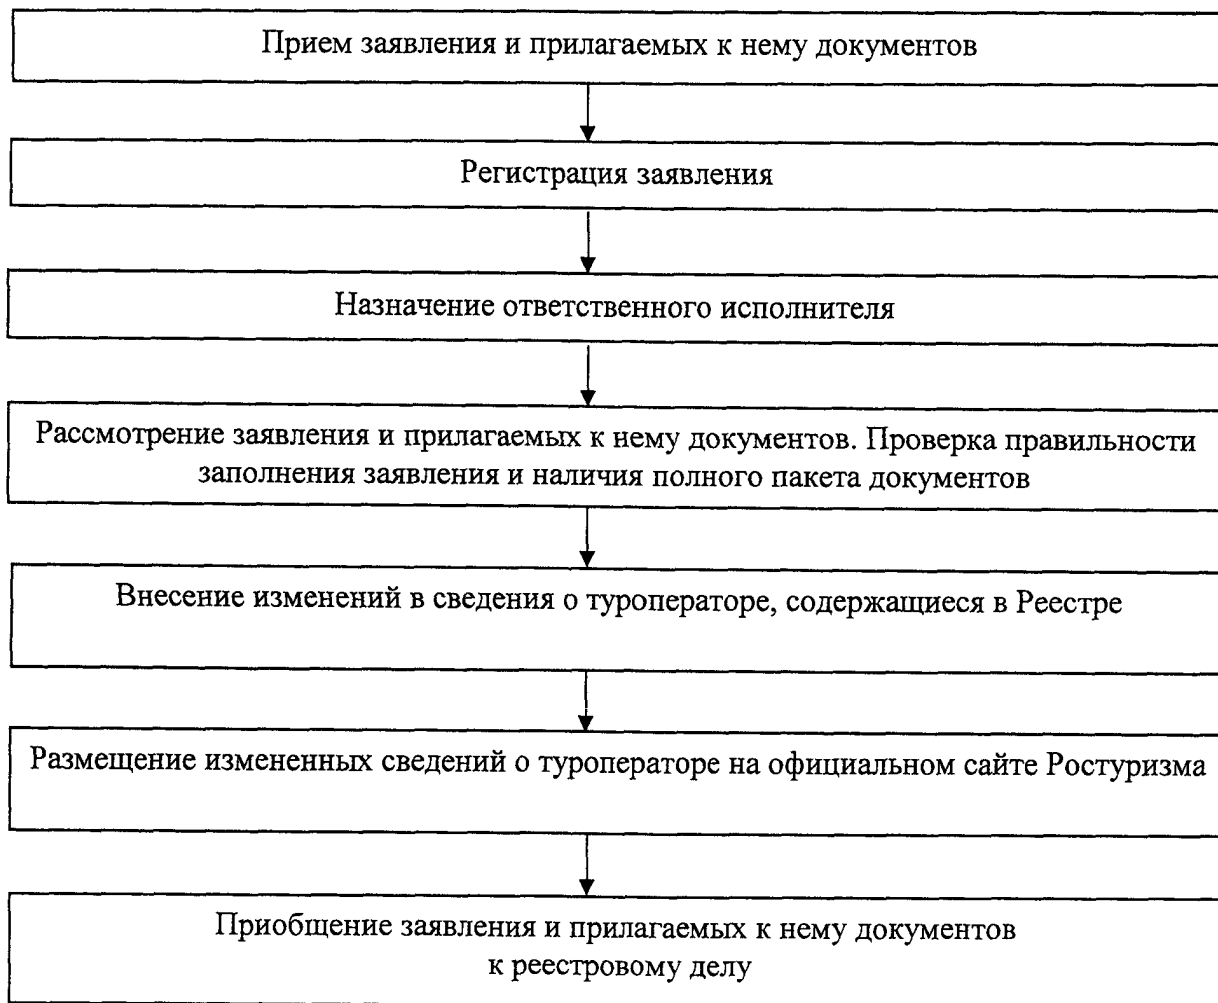 Прием заявления и прилагаемых к нему документов
Регистрация заявления
Назначение ответственного исполнителя
Рассмотрение заявления и прилагаемых к нему документов. Проверка правильности
заполнения заявления и наличия полного пакета документов
Внесение изменений в сведения о туроператоре, содержащиеся в Реестре
Размещение измененных сведений о туроператоре на официальном сайте Ростуризма
Приобщение заявления и прилагаемых к нему документов
к реестровому делу